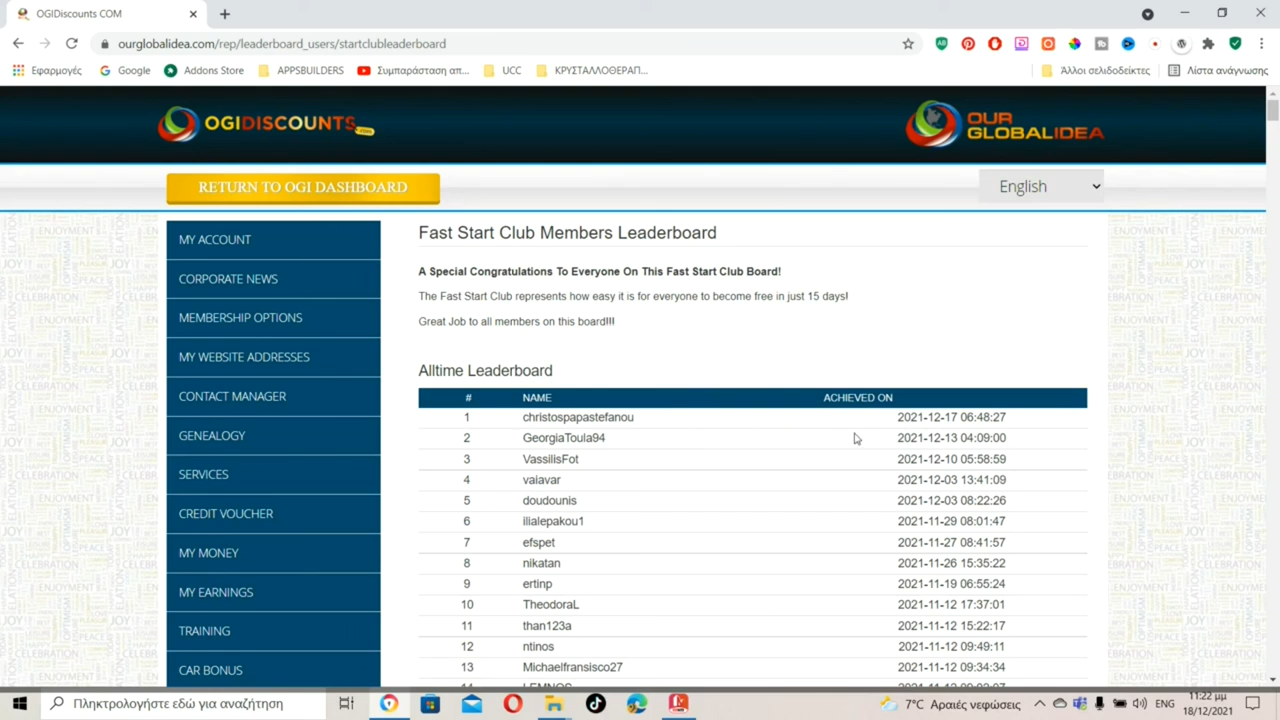 OGIDiscounts COM
ourglobalidea.com/rep/leaderboard_users/startclubleaderboard
Εφαρμογές
Google
Addons Store
APPSBUILDERS
Συμπαράσταση απ...
UCC
ΚΡΥΣΤΑΛΛΟΘΕΡΑΠ...
Άλλοι σελιδοδείκτες
Λίστα ανάγνωσης
OGIDISCOUNTS.com
OUR
GLOBALIDEA
RETURN TO OGI DASHBOARD
English
MY ACCOUNT
CORPORATE NEWS
MEMBERSHIP OPTIONS
MY WEBSITE ADDRESSES
CONTACT MANAGER
GENEALOGY
SERVICES
CREDIT VOUCHER
MY MONEY
MY EARNINGS
TRAINING
CAR BONUS
Fast Start Club Members Leaderboard
A Special Congratulations To Everyone On This Fast Start Club Board!
The Fast Start Club represents how easy it is for everyone to become free in just 15 days!
Great Job to all members on this board!!!
Alltime Leaderboard
# NAME ACHIEVED ON
1 christospapastefanou 2021-12-17 06:48:27
2 GeorgiaToula94 2021-12-13 04:09:00
3 VassilisFot 2021-12-10 05:58:59
4 vaiavar 2021-12-03 13:41:09
5 doudounis 2021-12-03 08:22:26
6 ilialepakou1 2021-11-29 08:01:47
7 efspet 2021-11-27 08:41:57
8 nikatan 2021-11-26 15:35:22
9 ertinp 2021-11-19 06:55:24
10 TheodoraL 2021-11-12 17:37:01
11 than123a 2021-11-12 15:22:17
12 ntinos 2021-11-12 09:49:11
13 Michaelfransisco27 2021-11-12 09:34:34
Πληκτρολογήστε εδώ για αναζήτηση
7°C Αραιές νεφώσεις
ENG
11:22 μμ
18/12/2021